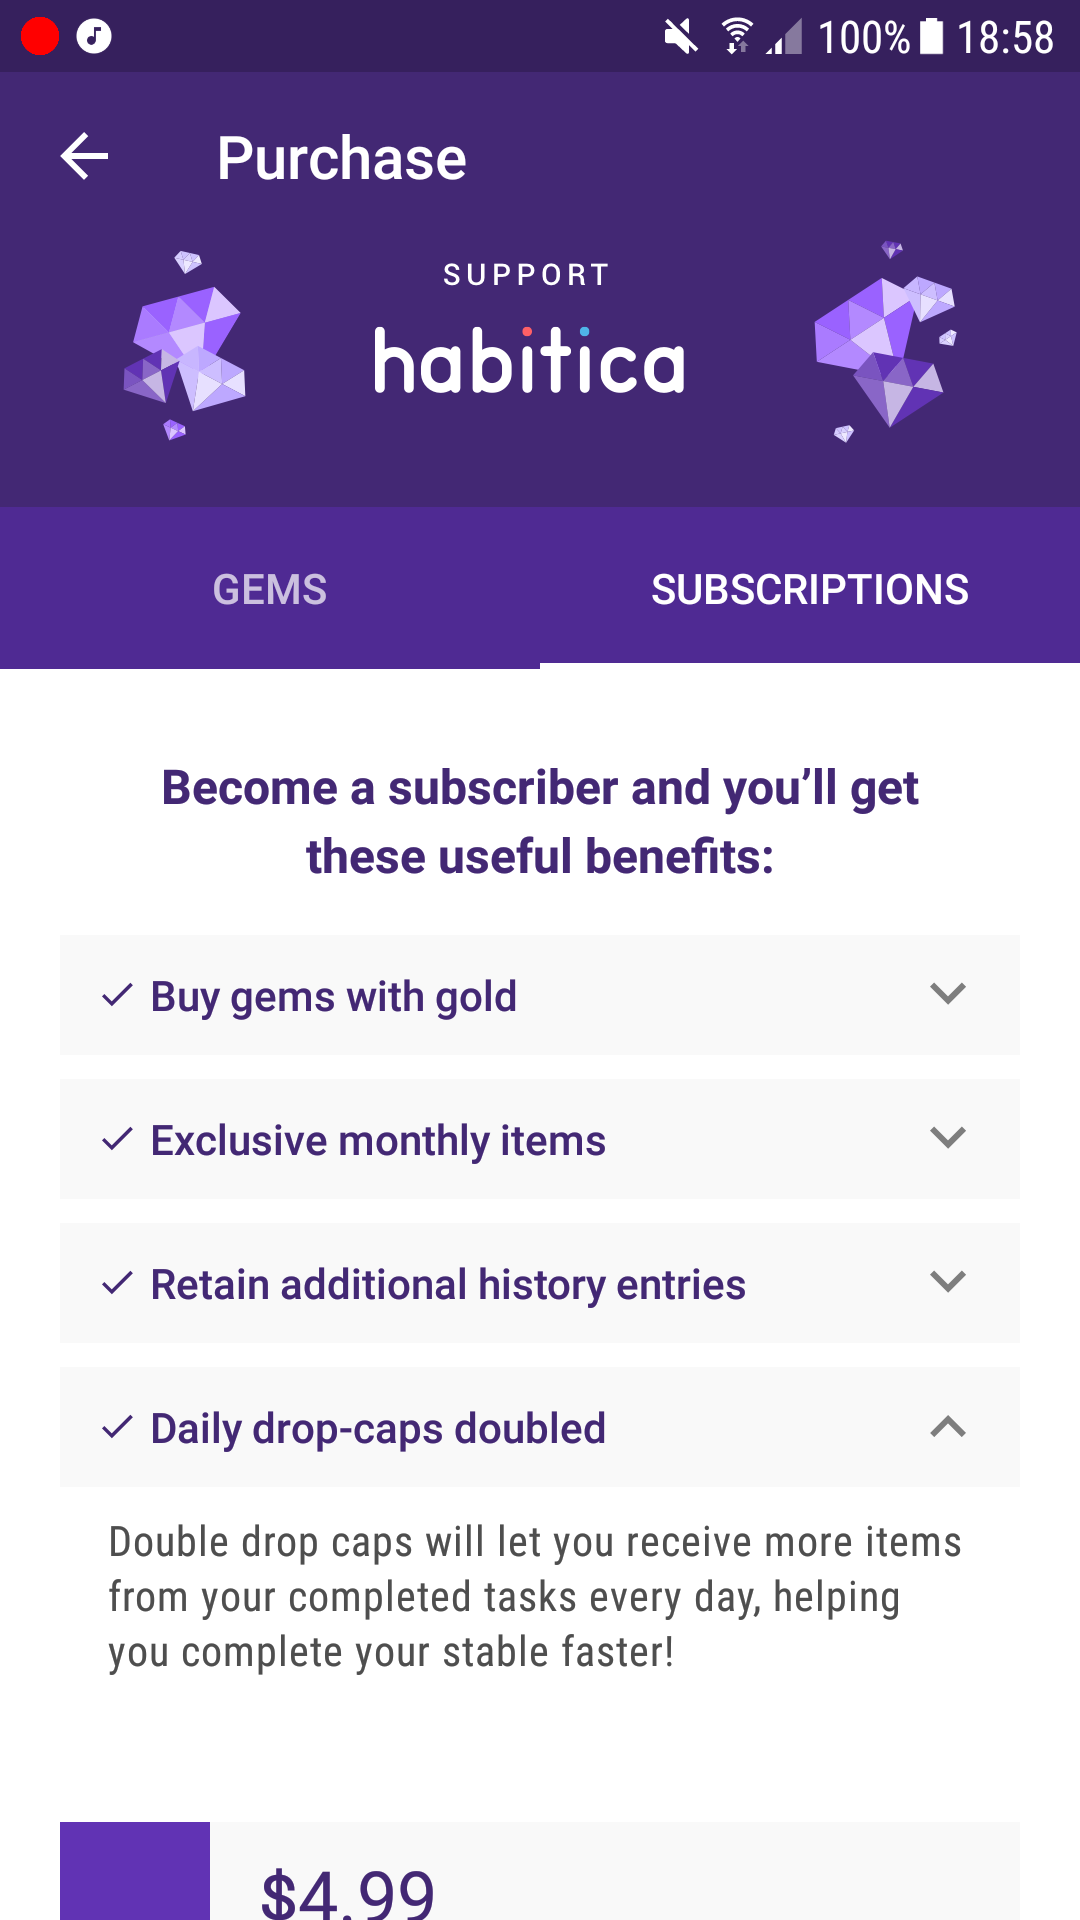 100% 18:58
Purchase
SUPPORT
habitica
GEMS
SUBSCRIPTIONS
Become a subscriber and you’ll get
these useful benefits:
Buy gems with gold
Exclusive monthly items
Retain additional history entries
Daily drop-caps doubled
Double drop caps will let you receive more items
from your completed tasks every day, helping
you complete your stable faster!
$4.99